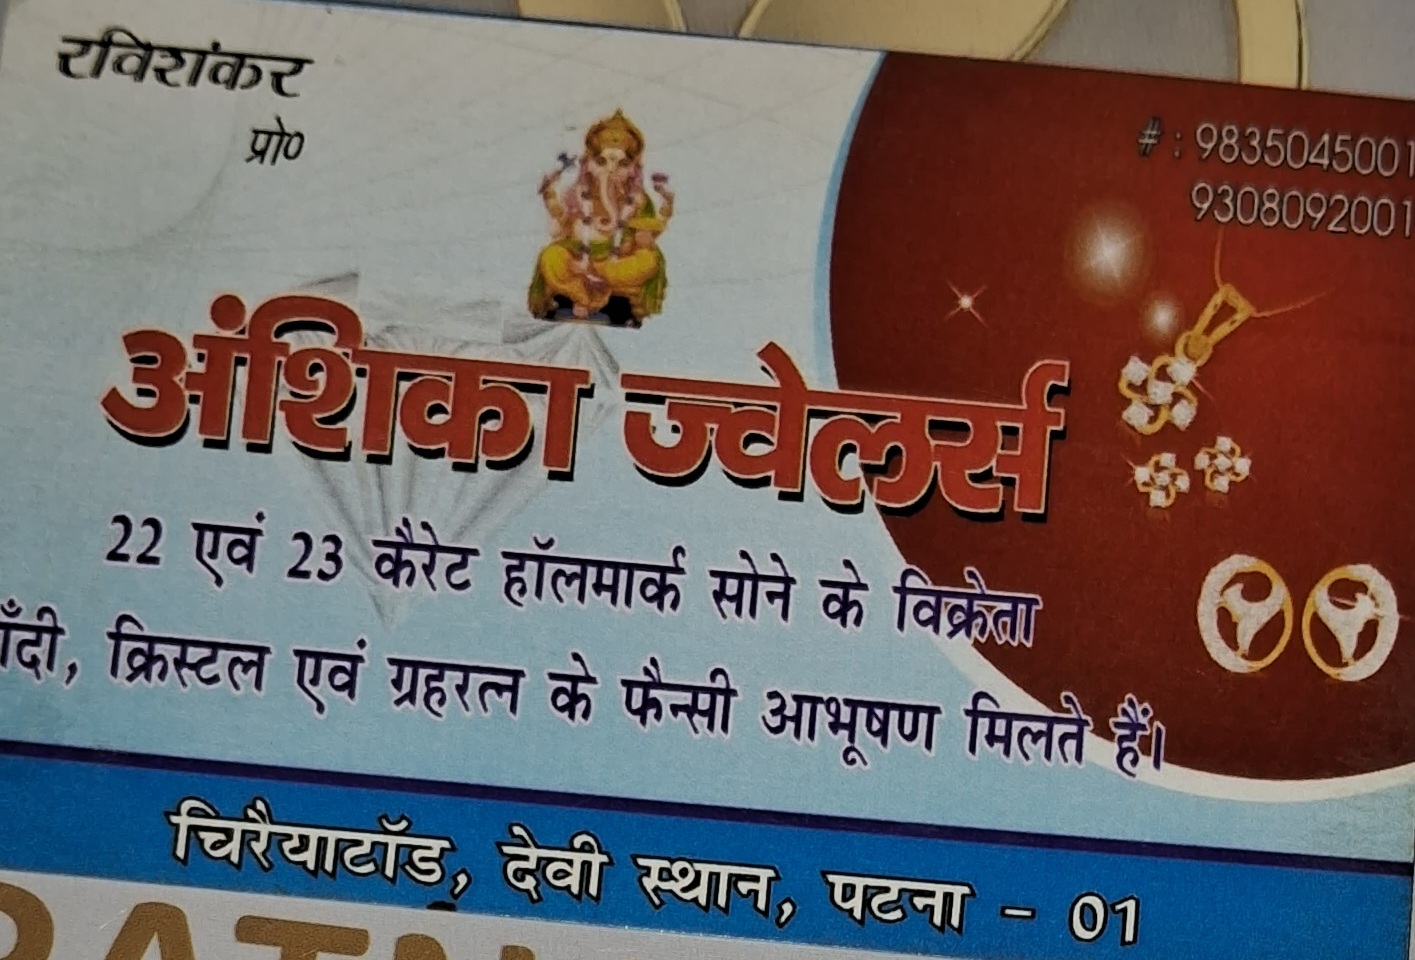 रविशंकर
प्रो०
# : 9835045001
9308092001
अंशिका ज्वेलर्स
22 एवं 23 कैरेट हॉलमार्क सोने के विक्रेता
ाँदी, क्रिस्टल एवं ग्रहरत्न के फैन्सी आभूषण मिलते हैं।
चिरैयाटॉड, देवी स्थान, पटना - 01